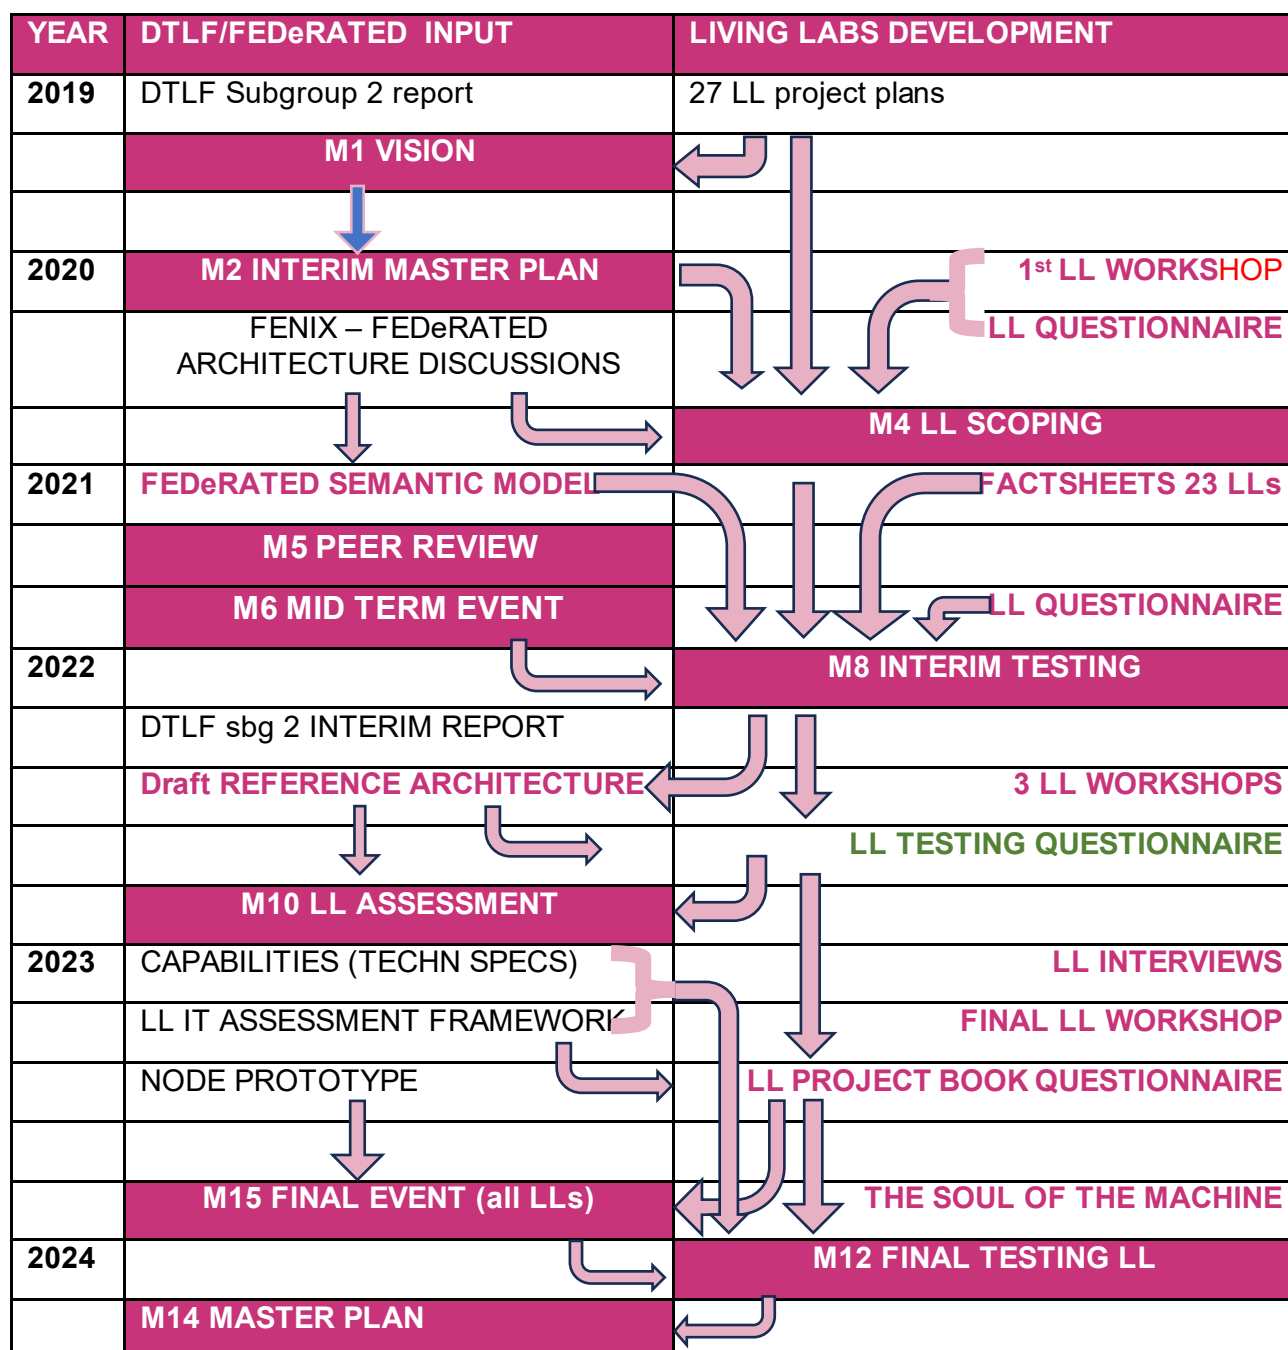 YEAR DTLF/FEDeRATED INPUT LIVING LABS DEVELOPMENT
2019 DTLF Subgroup 2 report 27 LL project plans
M1 VISION
2020 M2 INTERIM MASTER PLAN 1st LL WORKSHOP
FENIX – FEDeRATED LL QUESTIONNAIRE
ARCHITECTURE DISCUSSIONS
M4 LL SCOPING
2021 FEDeRATED SEMANTIC MODEL FACTSHEETS 23 LLs
M5 PEER REVIEW
M6 MID TERM EVENT LL QUESTIONNAIRE
2022 M8 INTERIM TESTING
DTLF sbg 2 INTERIM REPORT
Draft REFERENCE ARCHITECTURE 3 LL WORKSHOPS
LL TESTING QUESTIONNAIRE
M10 LL ASSESSMENT
2023 CAPABILITIES (TECHN SPECS) LL INTERVIEWS
LL IT ASSESSMENT FRAMEWORK FINAL LL WORKSHOP
NODE PROTOTYPE LL PROJECT BOOK QUESTIONNAIRE
M15 FINAL EVENT (all LLs) THE SOUL OF THE MACHINE
2024 M12 FINAL TESTING LL
M14 MASTER PLAN